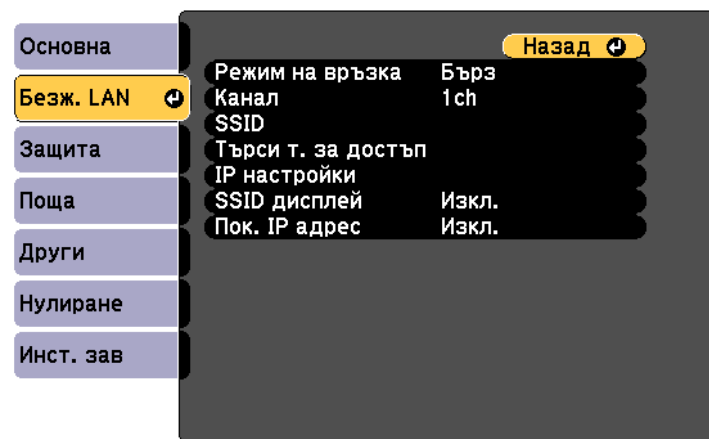 Основна
Безж. LAN
Защита
Поща
Други
Нулиране
Инст. зав
Назад
Режим на връзка Бърз
Канал 1ch
SSID
Търси т. за достъп
IP настройки
SSID дисплей Изкл.
Пок. IP адрес Изкл.